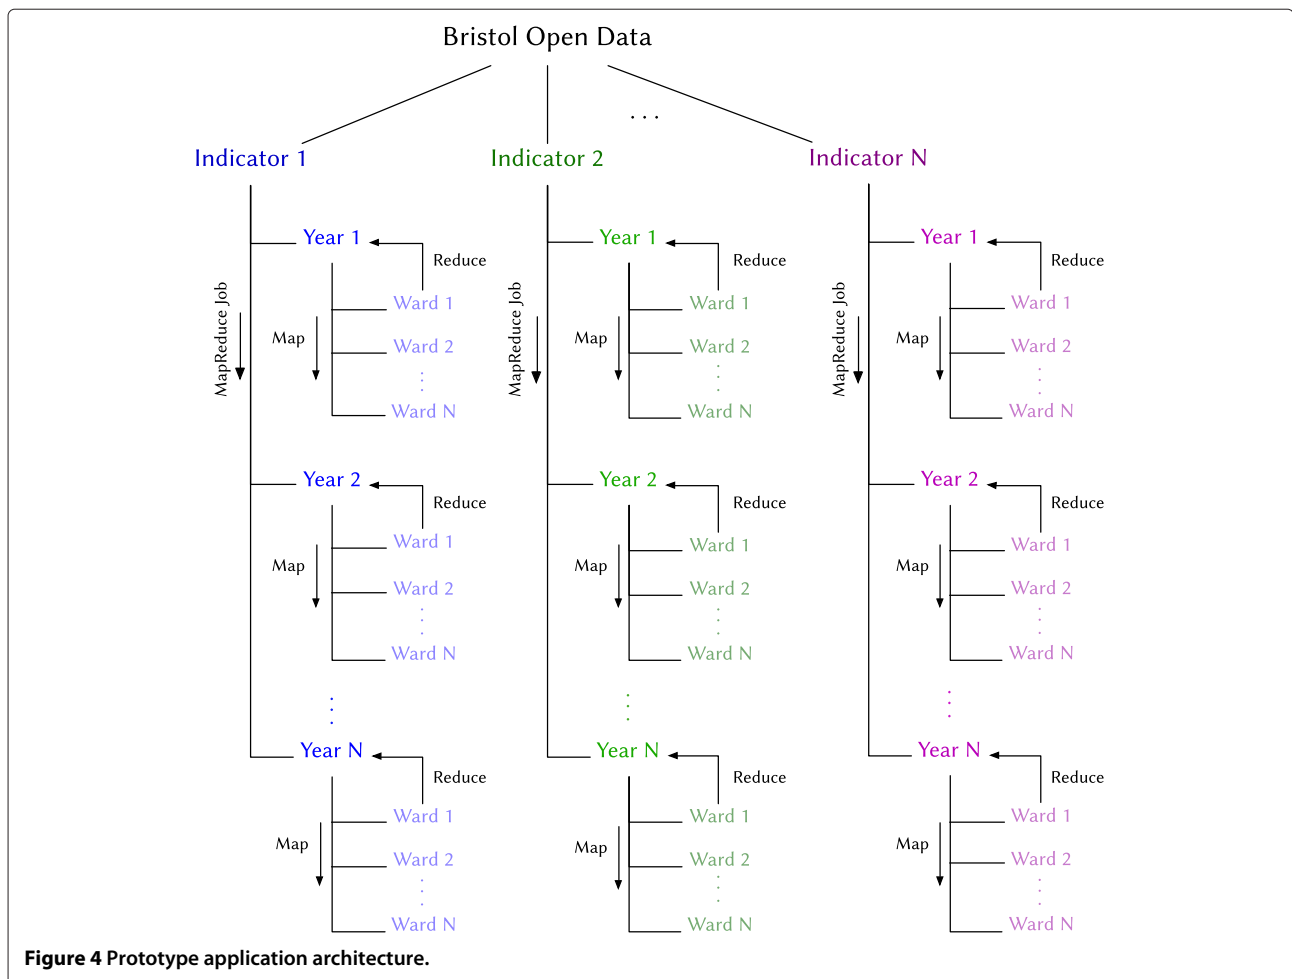 Bristol Open Data
. . .
Indicator 1
Indicator 2
Indicator N
MapReduce Job
Year 1
Reduce
Map
Ward 1
Ward 2
Ward N
Year 2
Reduce
Map
Ward 1
Ward 2
Ward N
Year N
Reduce
Map
Ward 1
Ward 2
Ward N
MapReduce Job
Year 1
Reduce
Map
Ward 1
Ward 2
Ward N
Year 2
Reduce
Map
Ward 1
Ward 2
Ward N
Year N
Reduce
Map
Ward 1
Ward 2
Ward N
MapReduce Job
Year 1
Reduce
Map
Ward 1
Ward 2
Ward N
Year 2
Reduce
Map
Ward 1
Ward 2
Ward N
Year N
Reduce
Map
Ward 1
Ward 2
Ward N
Figure 4 Prototype application architecture.